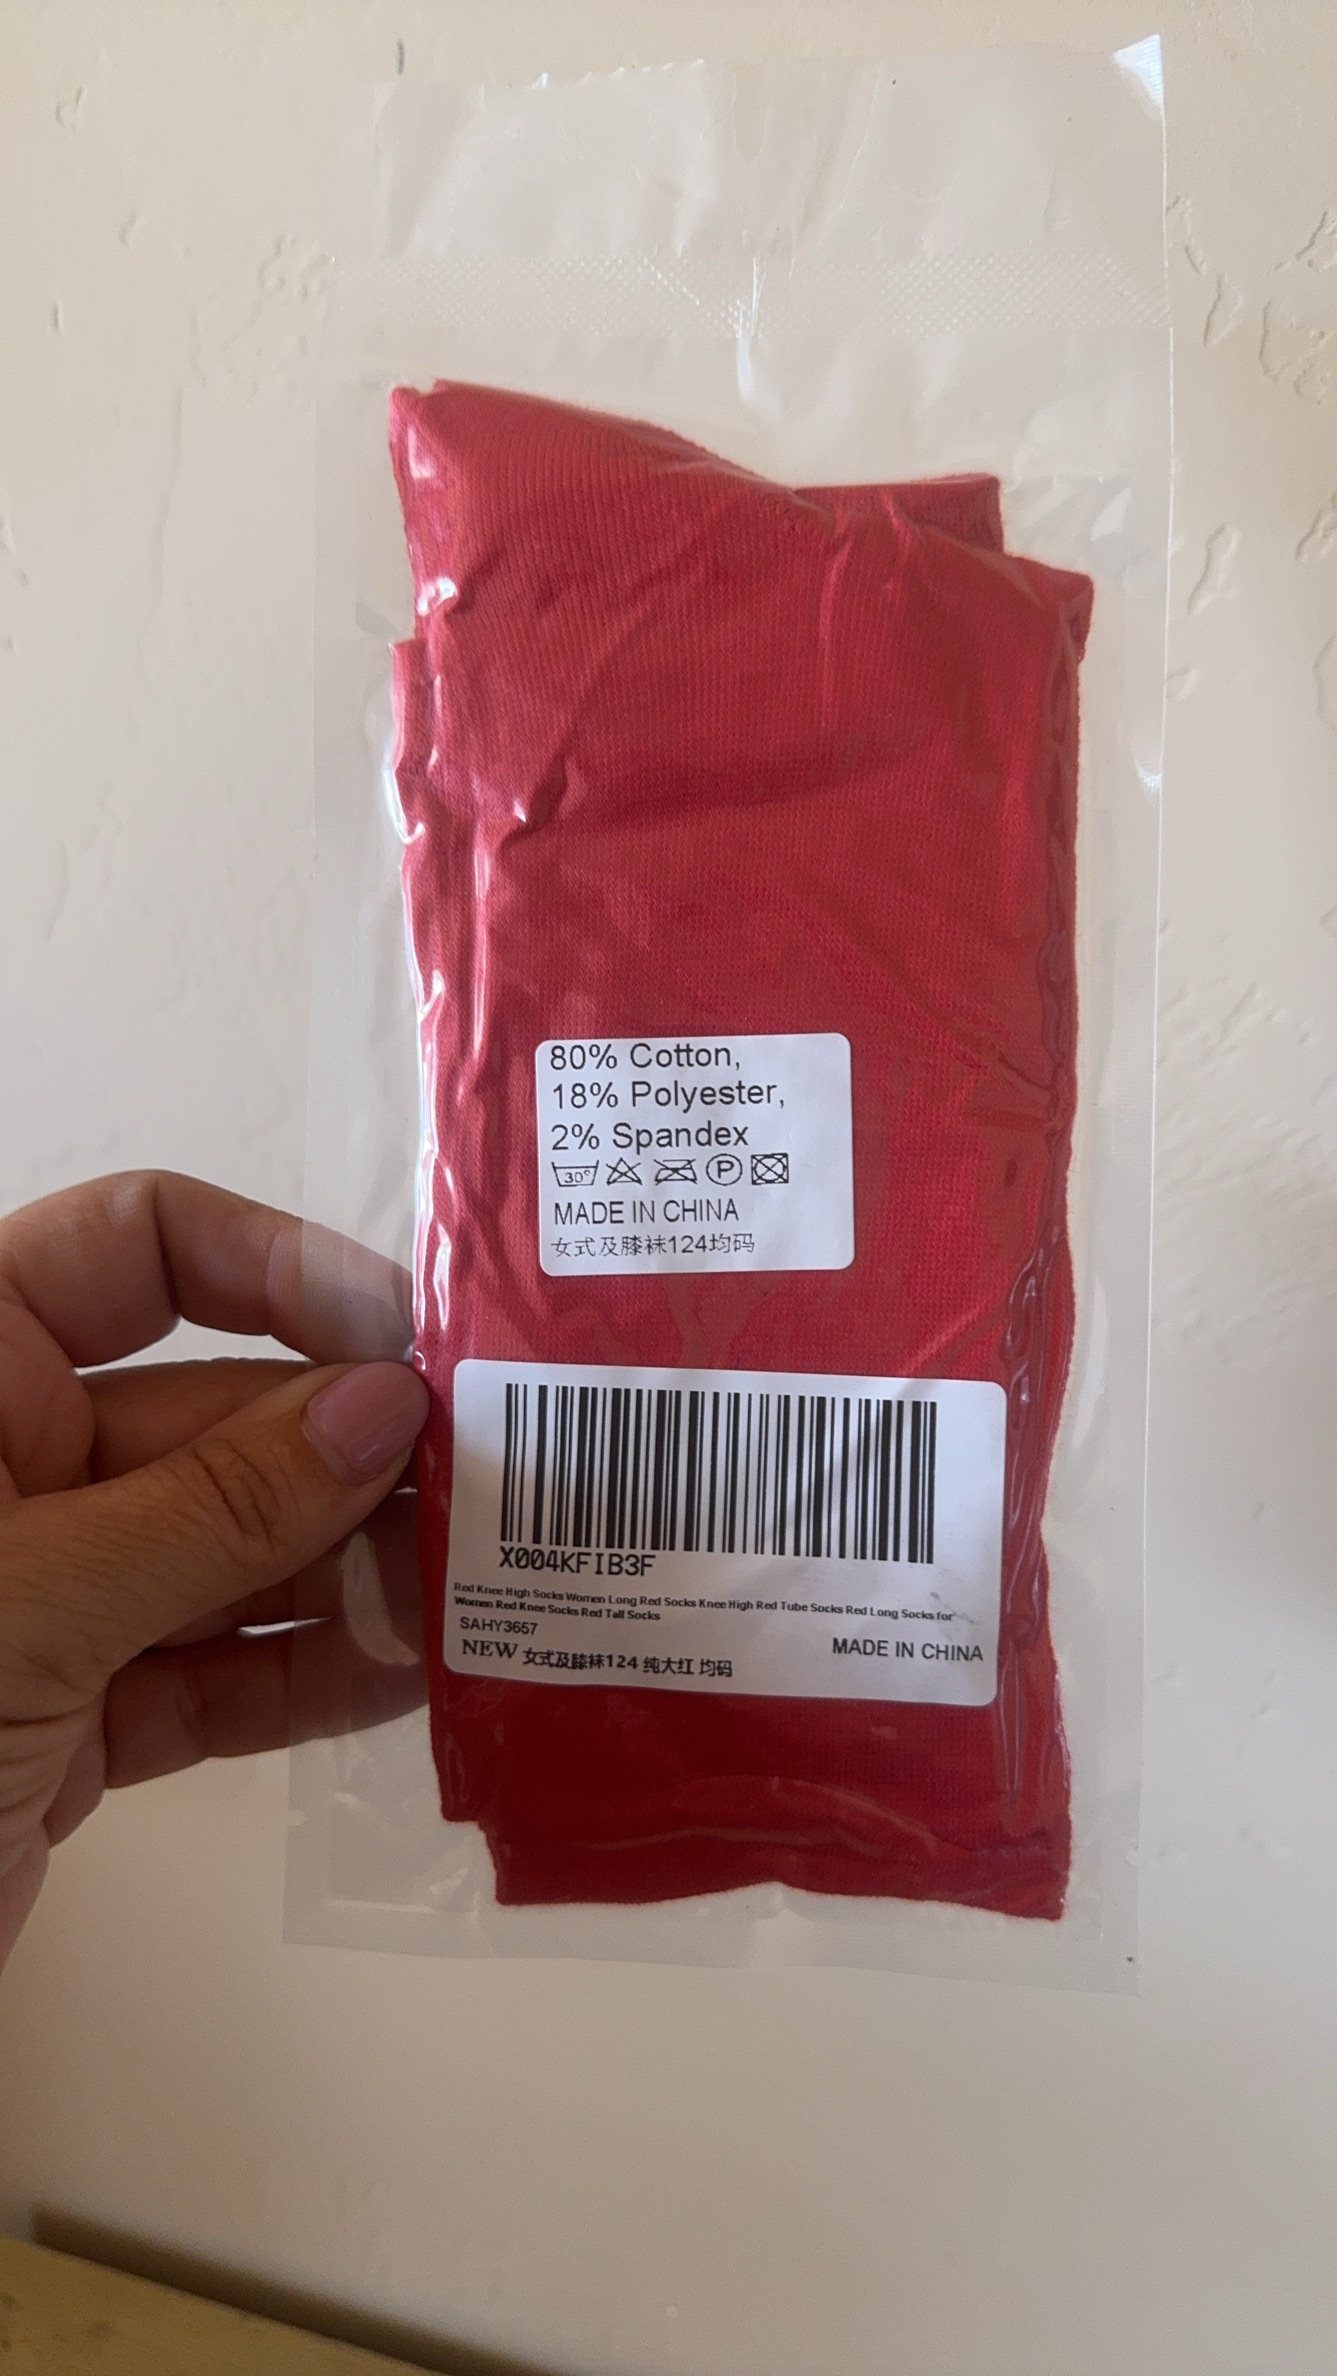 80% Cotton,
18% Polyester,
2% Spandex
30° P
MADE IN CHINA
女式及膝袜124均码
X004KFIB3F
Red Knee High Socks Women Long Red Socks Knee High Red Tube Socks Red Long Socks for
Women Red Knee Socks Red Tall Socks
SAHY3657
MADE IN CHINA
NEW 女式及膝袜124 纯大红 均码